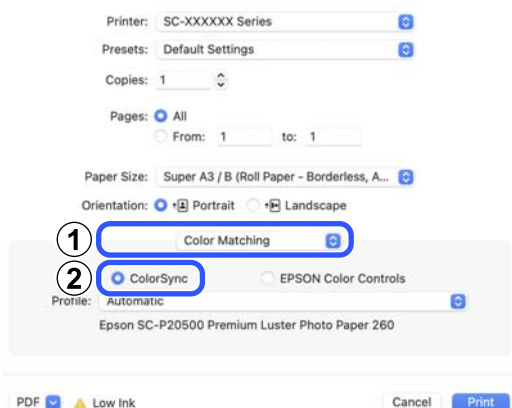 Printer: SC-XXXXXX Series
Presets: Default Settings
Copies: 1
Pages: All
From: 1 to: 1
Paper Size: Super A3 / B (Roll Paper - Borderless, A...
Orientation: Portrait Landscape
1 Color Matching
2 ColorSync EPSON Color Controls
Profile: Automatic
Epson SC-P20500 Premium Luster Photo Paper 260
PDF Low Ink Cancel Print